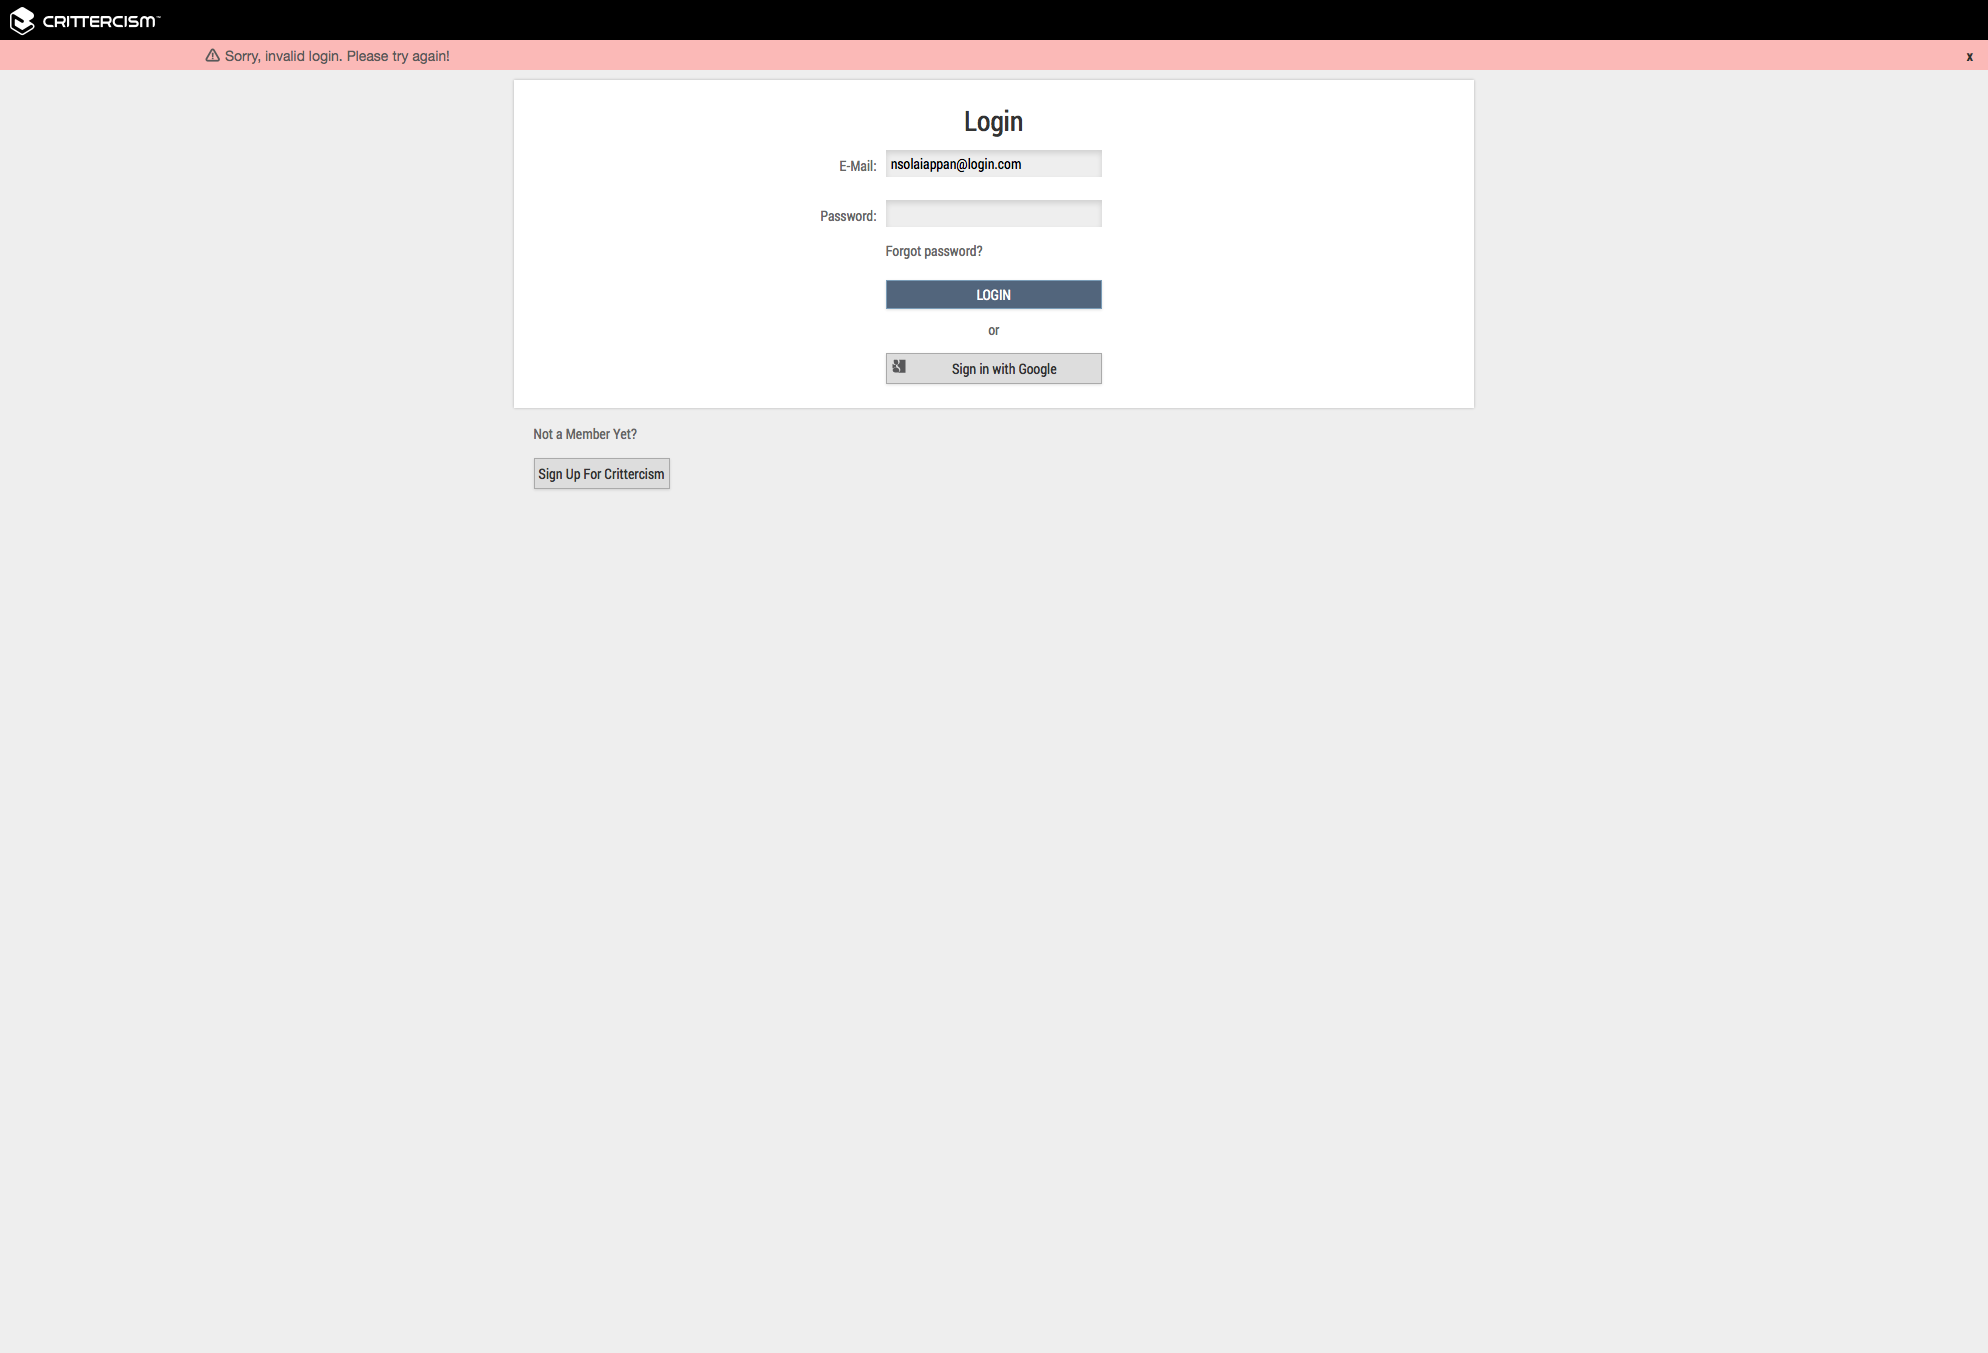 CRITTERCISM™
Sorry, invalid login. Please try again!
x
Login
E-Mail:
nsolaiappan@login.com
Password:
Forgot password?
LOGIN
or
Sign in with Google
Not a Member Yet?
Sign Up For Crittercism